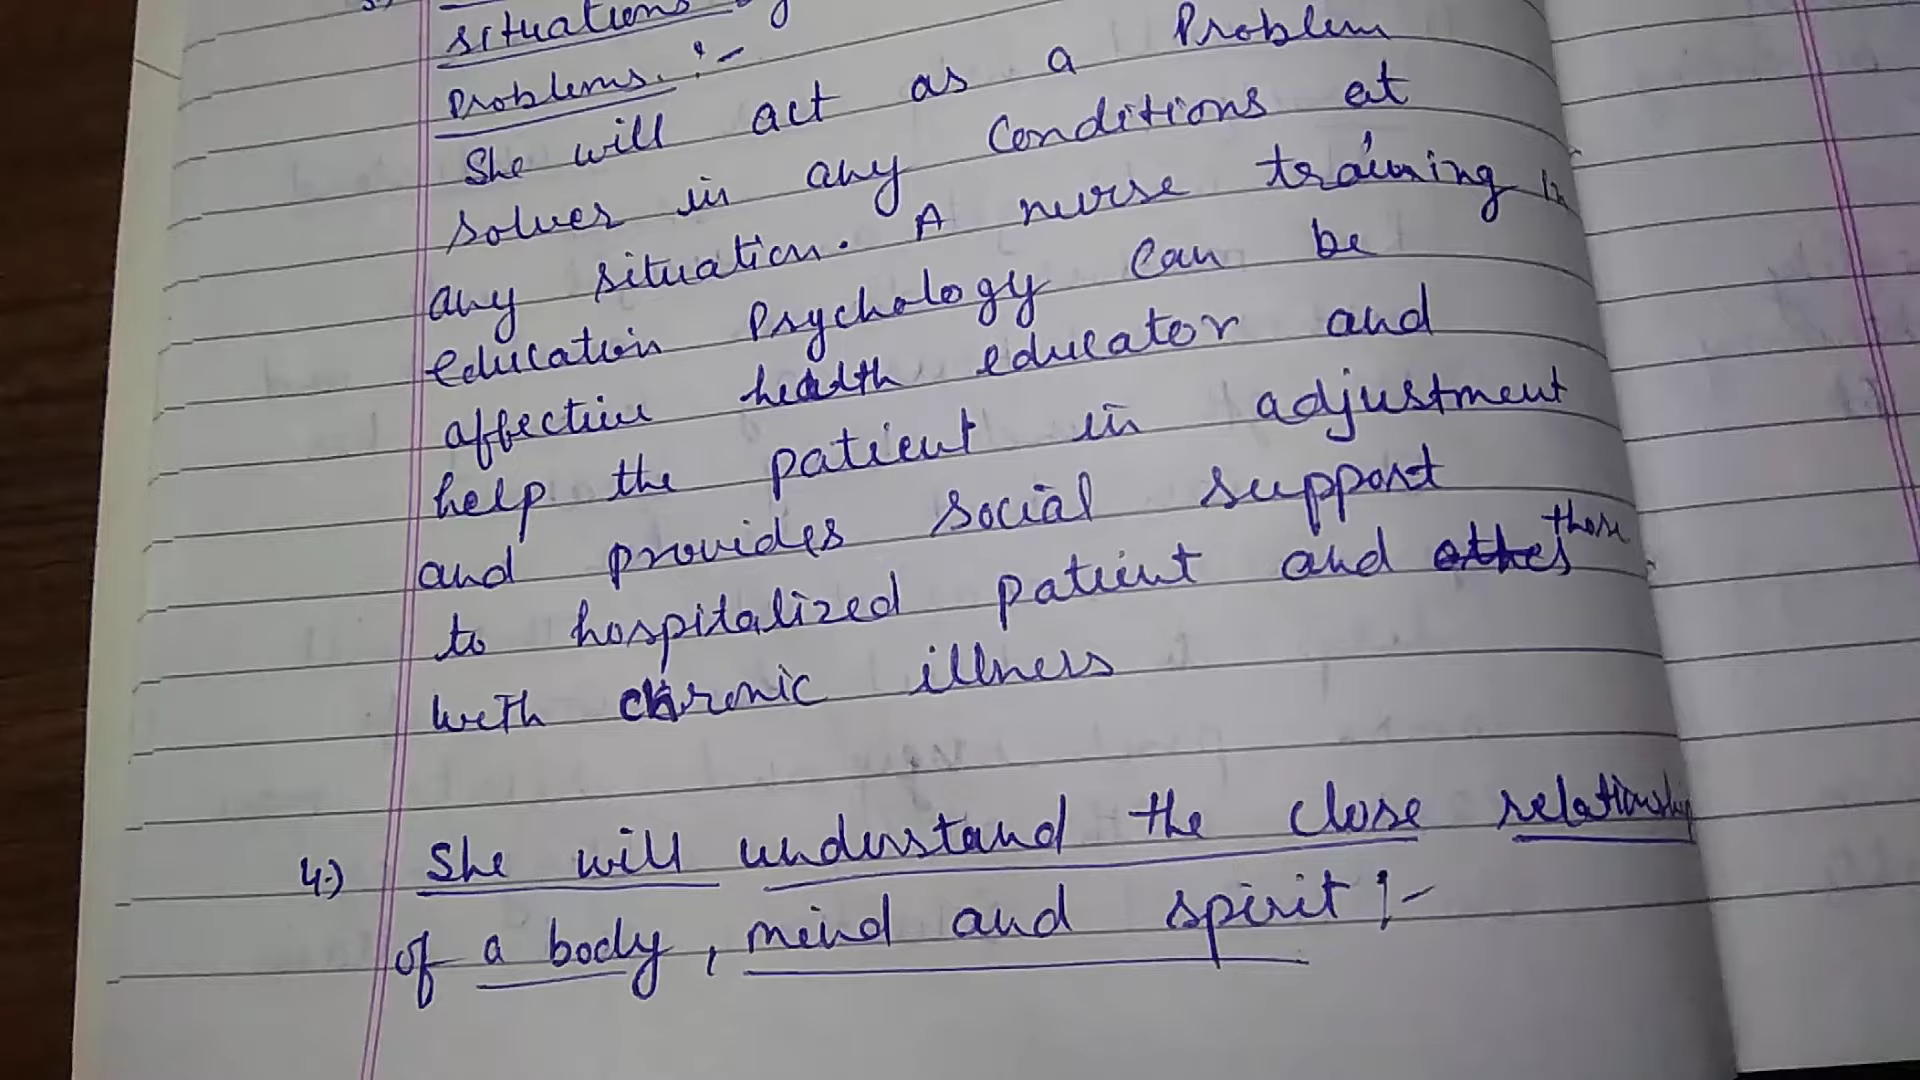 situations
Problems. :-
She will act as a Problem
solver in any Conditions at
any situation. A nurse training in
education Psychology can be
affective health educator and
help the patient in adjustment
and provides social support
to hospitalized patient and those
with chronic illness
4.) She will understand the close relationship
of a body, mind and spirit :-